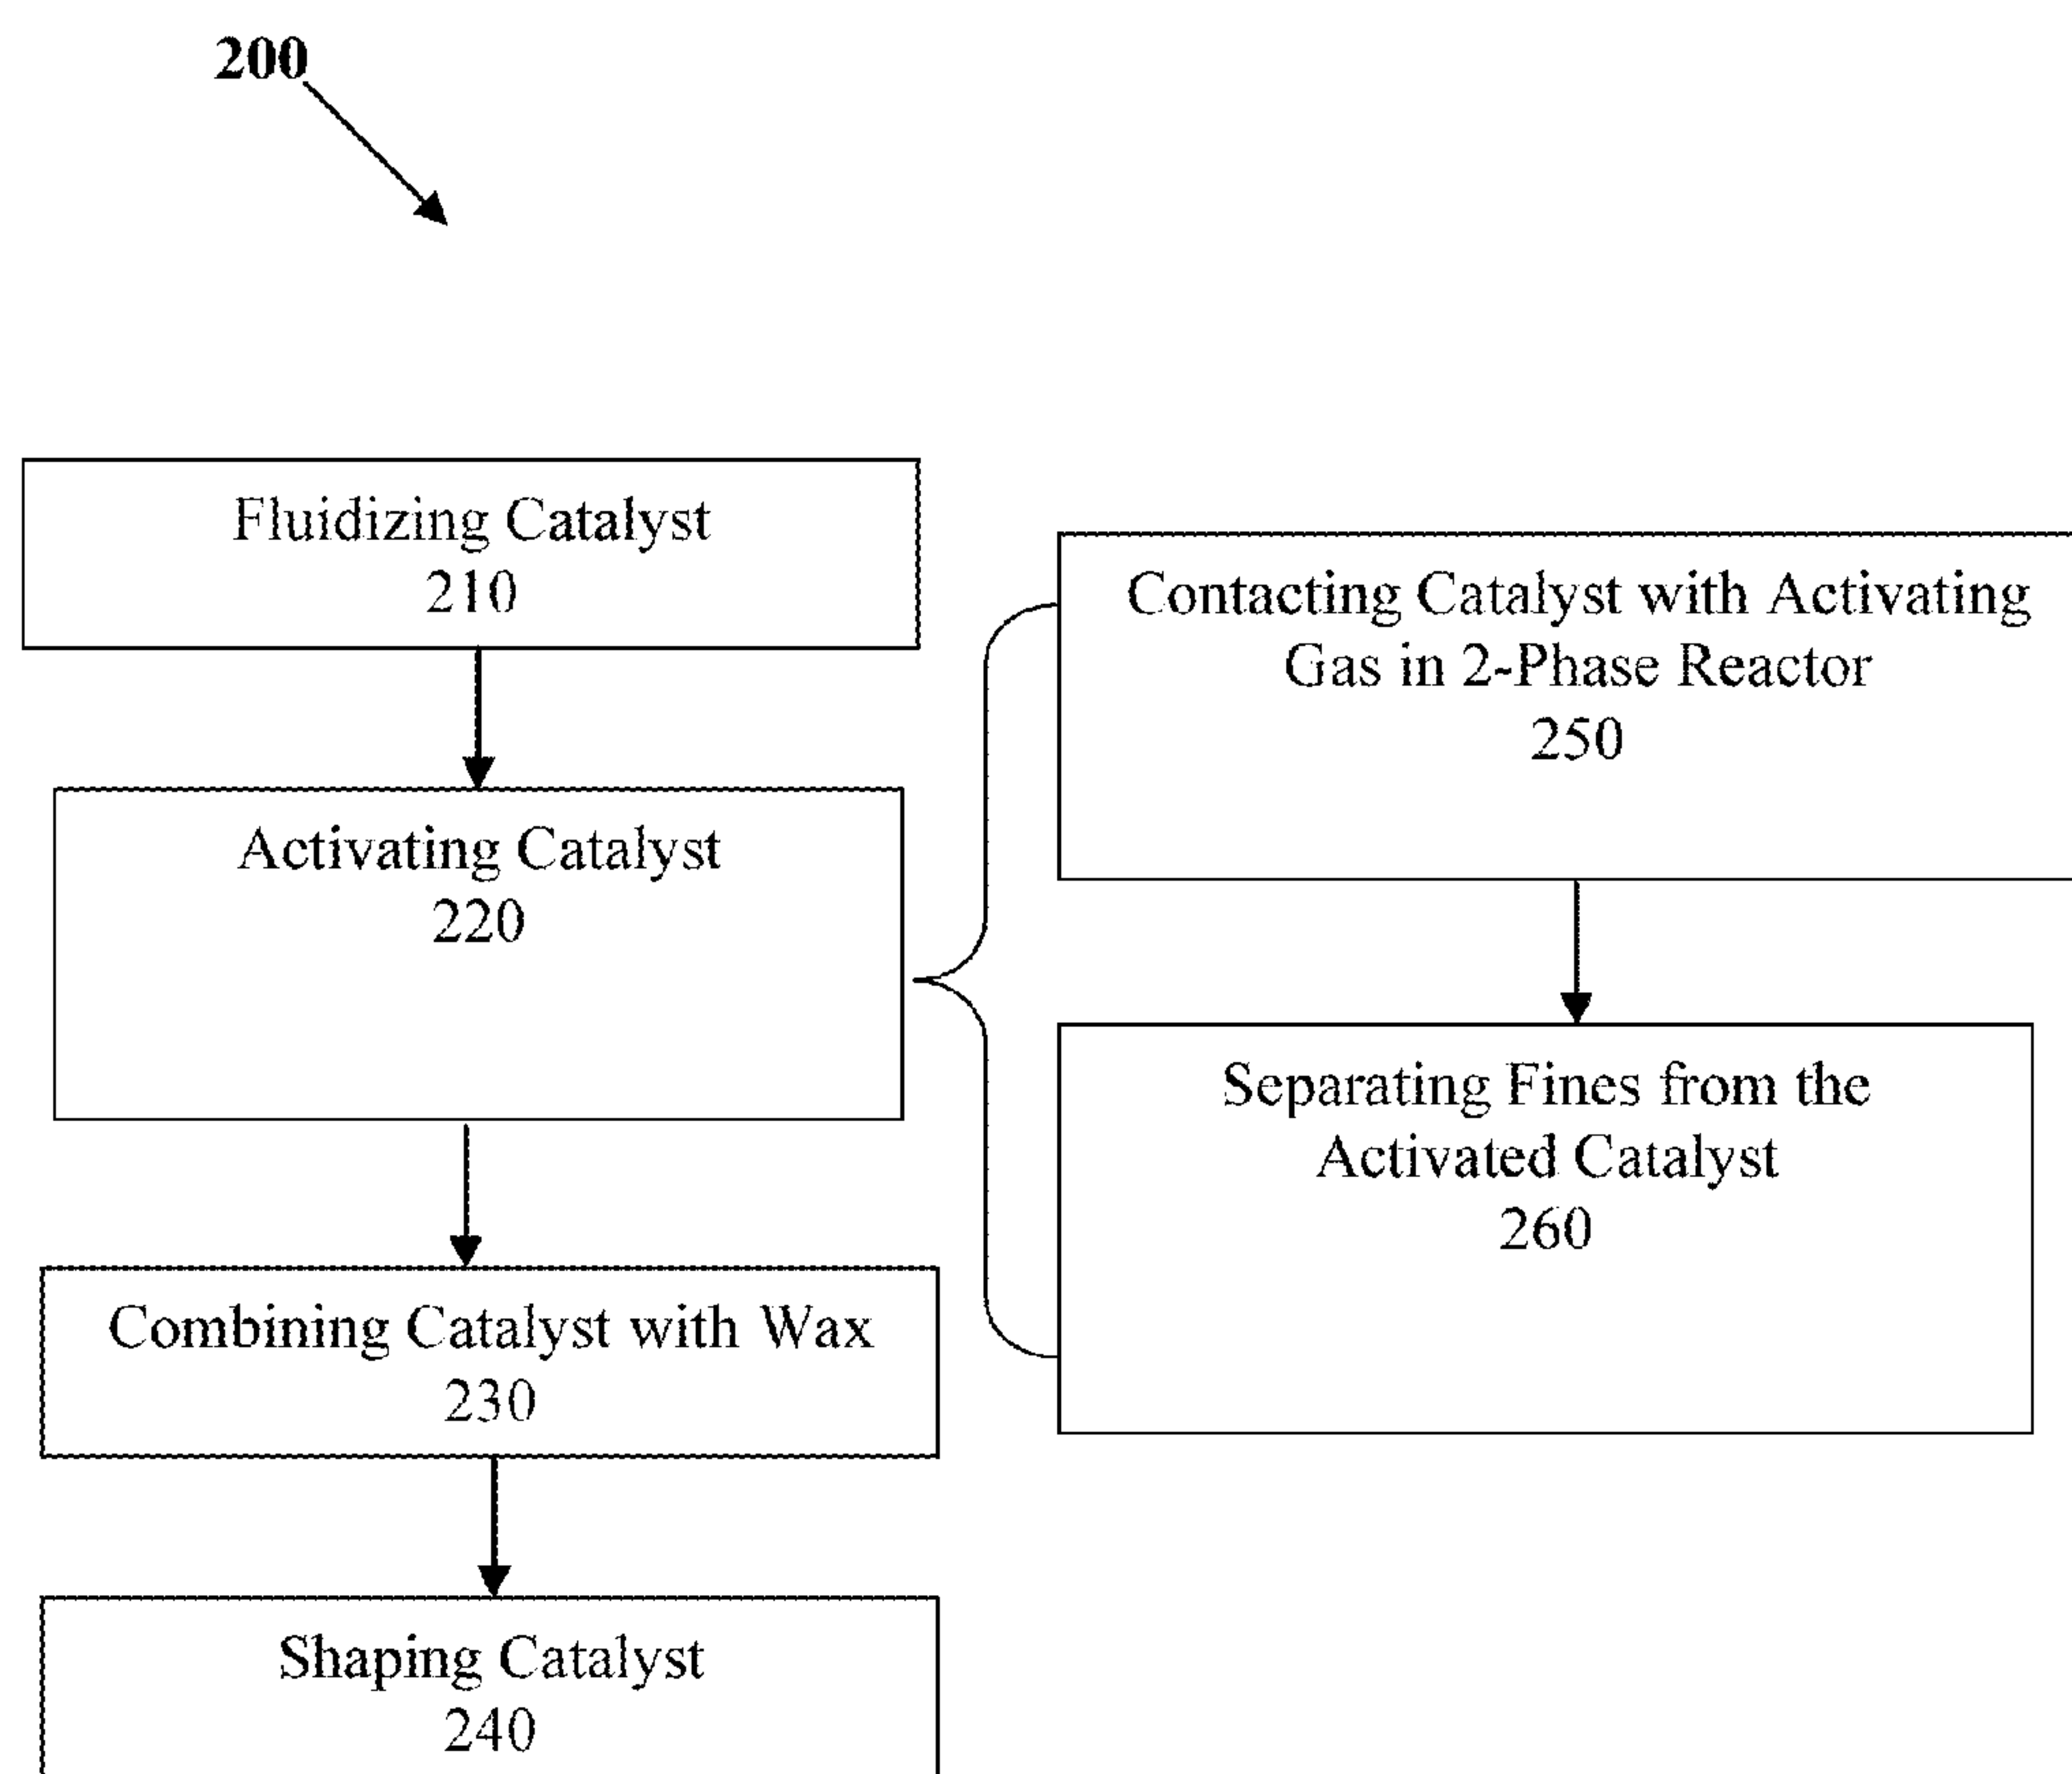 200
Fluidizing Catalyst
210
Activating Catalyst
220
Combining Catalyst with Wax
230
Shaping Catalyst
240
Contacting Catalyst with Activating
Gas in 2-Phase Reactor
250
Separating Fines from the
Activated Catalyst
260